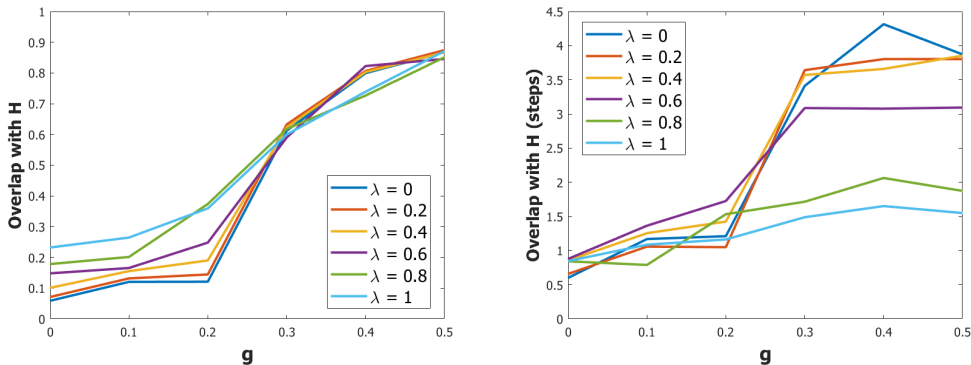 1
0.9
0.8
0.7
0.6
0.5
0.4
0.3
0.2
0.1
0
Overlap with H
λ = 0
λ = 0.2
λ = 0.4
λ = 0.6
λ = 0.8
λ = 1
0 0.1 0.2 0.3 0.4 0.5
g
4.5
4
3.5
3
2.5
2
1.5
1
0.5
0
Overlap with H (steps)
λ = 0
λ = 0.2
λ = 0.4
λ = 0.6
λ = 0.8
λ = 1
0 0.1 0.2 0.3 0.4 0.5
g